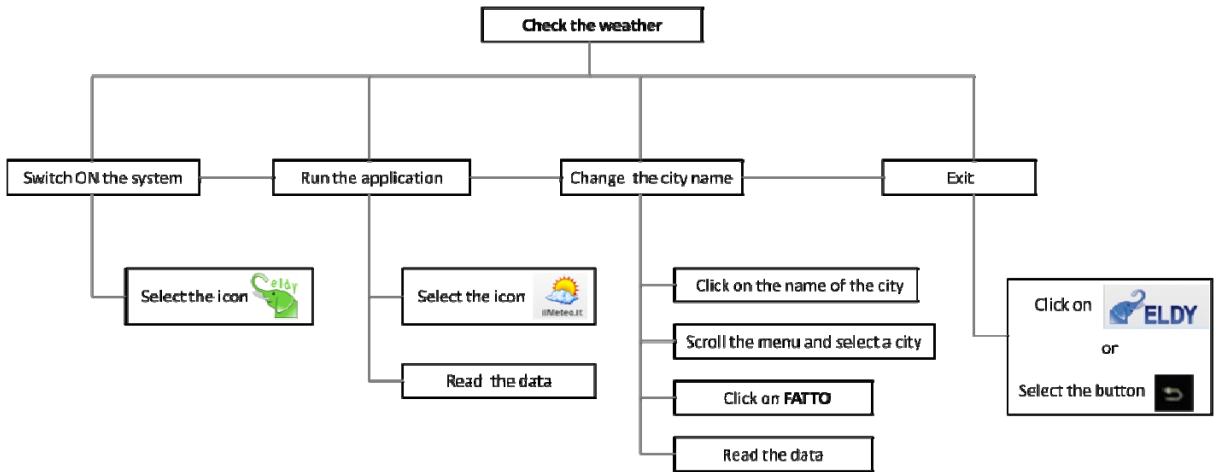 Check the weather
Switch ON the system
Run the application
Change the city name
Exit
Select the icon
eldy
Select the icon
ilMeteo.it
Read the data
Click on the name of the city
Scroll the menu and select a city
Click on FATTO
Read the data
Click on
ELDY
or
Select the button